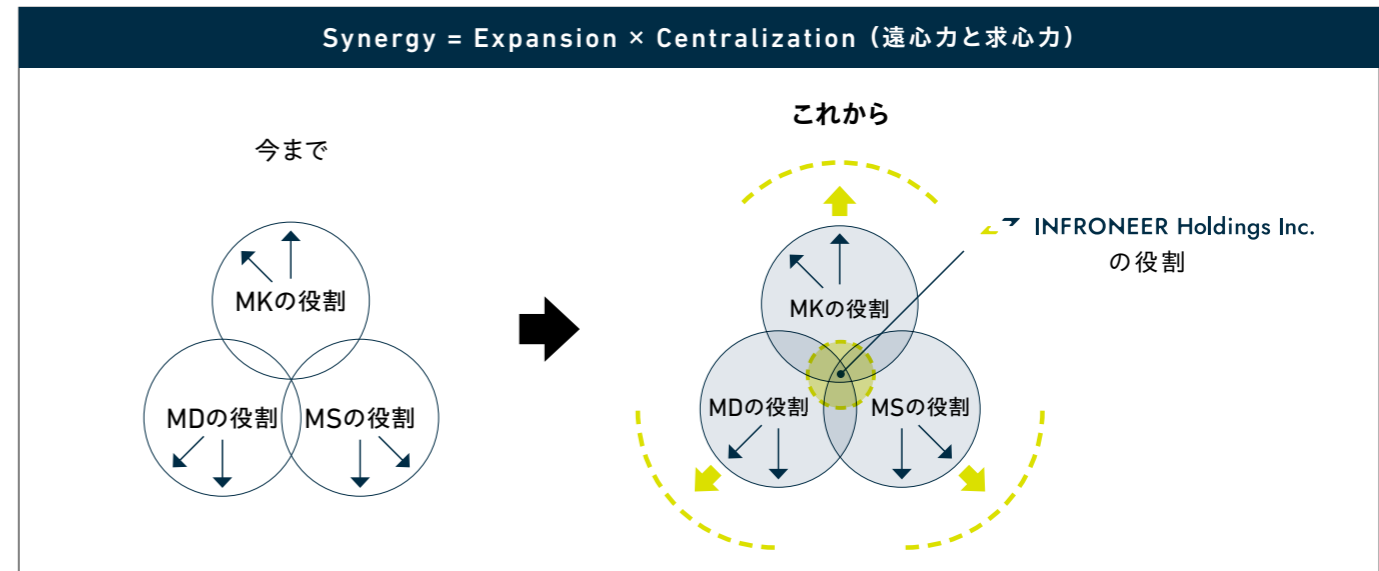 Synergy = Expansion × Centralization (遠心力と求心力)
今まで
MKの役割
MDの役割
MSの役割
これから
INFRONEER Holdings Inc.
の役割
MKの役割
MDの役割
MSの役割